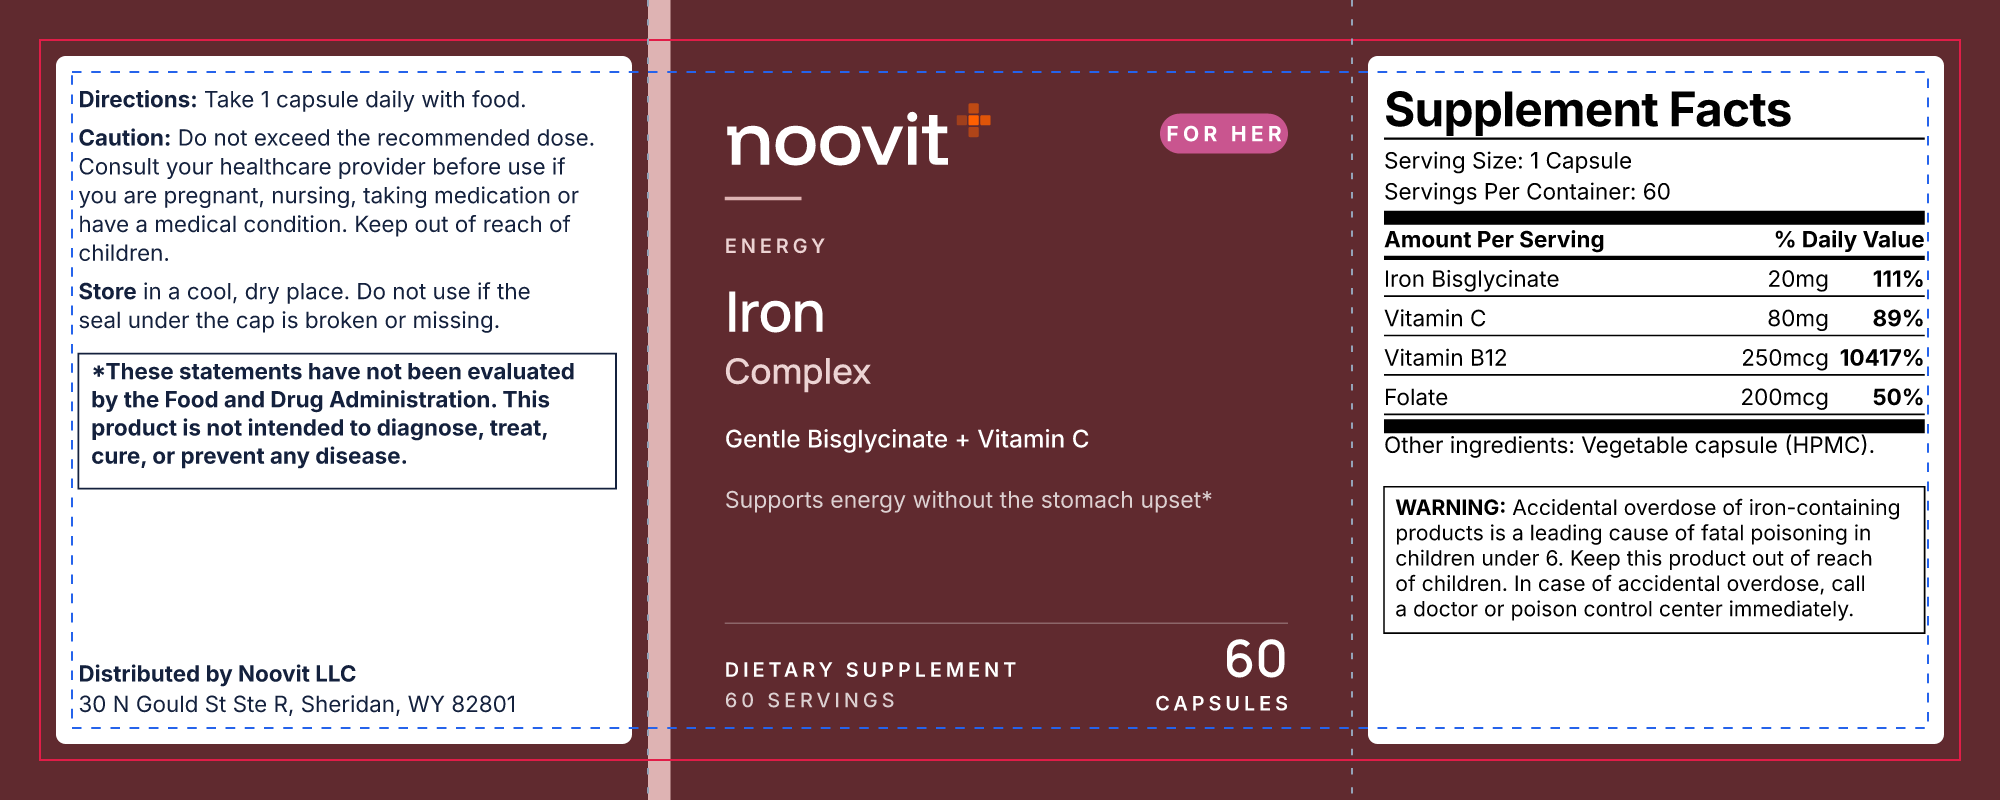 Directions: Take 1 capsule daily with food.
Caution: Do not exceed the recommended dose.
Consult your healthcare provider before use if
you are pregnant, nursing, taking medication or
have a medical condition. Keep out of reach of
children.
Store in a cool, dry place. Do not use if the
seal under the cap is broken or missing.
*These statements have not been evaluated
by the Food and Drug Administration. This
product is not intended to diagnose, treat,
cure, or prevent any disease.
Distributed by Noovit LLC
30 N Gould St Ste R, Sheridan, WY 82801
noovit
FOR HER
ENERGY
Iron
Complex
Gentle Bisglycinate + Vitamin C
Supports energy without the stomach upset*
DIETARY SUPPLEMENT
60 SERVINGS
60
CAPSULES
Supplement Facts
Serving Size: 1 Capsule
Servings Per Container: 60
Amount Per Serving % Daily Value
Iron Bisglycinate 20mg 111%
Vitamin C 80mg 89%
Vitamin B12 250mcg 10417%
Folate 200mcg 50%
Other ingredients: Vegetable capsule (HPMC).
WARNING: Accidental overdose of iron-containing
products is a leading cause of fatal poisoning in
children under 6. Keep this product out of reach
of children. In case of accidental overdose, call
a doctor or poison control center immediately.